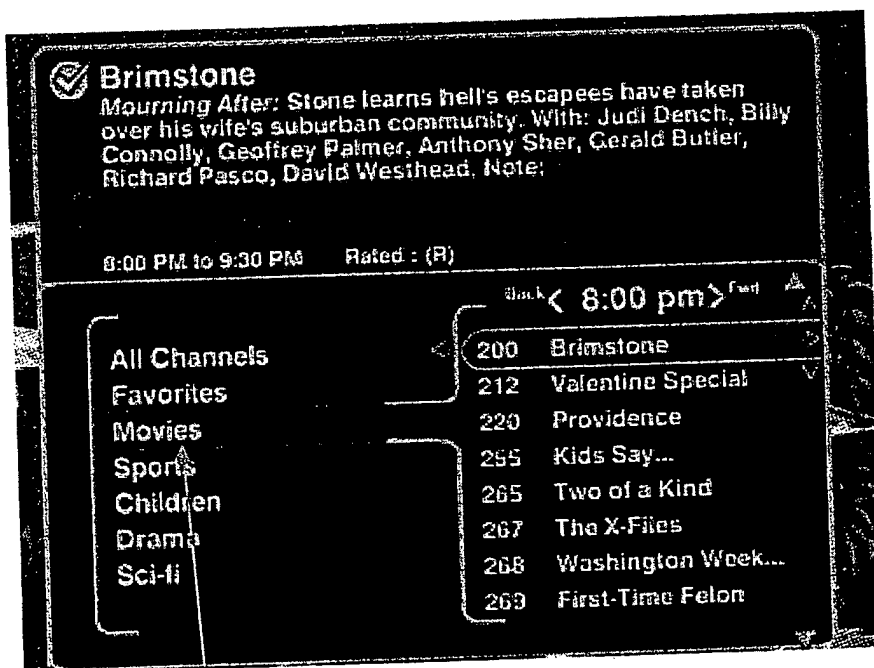 Brimstone
Mourning After: Stone learns hell's escapees have taken
over his wife's suburban community. With: Judi Dench, Billy
Connolly, Geoffrey Palmer, Anthony Sher, Gerald Butler,
Richard Pasco, David Westhead. Note:
8:00 PM to 9:30 PM Rated : (R)
Back < 8:00 pm > Fwd
All Channels
Favorites
Movies
Sports
Children
Drama
Sci-fi
200 Brimstone
212 Valentine Special
220 Providence
255 Kids Say...
265 Two of a Kind
267 The X-Files
268 Washington Week...
269 First-Time Felon